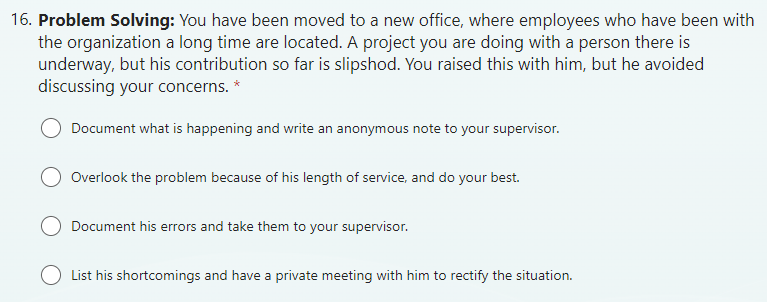 16. Problem Solving: You have been moved to a new office, where employees who have been with
the organization a long time are located. A project you are doing with a person there is
underway, but his contribution so far is slipshod. You raised this with him, but he avoided
discussing your concerns. *
Document what is happening and write an anonymous note to your supervisor.
Overlook the problem because of his length of service, and do your best.
Document his errors and take them to your supervisor.
List his shortcomings and have a private meeting with him to rectify the situation.